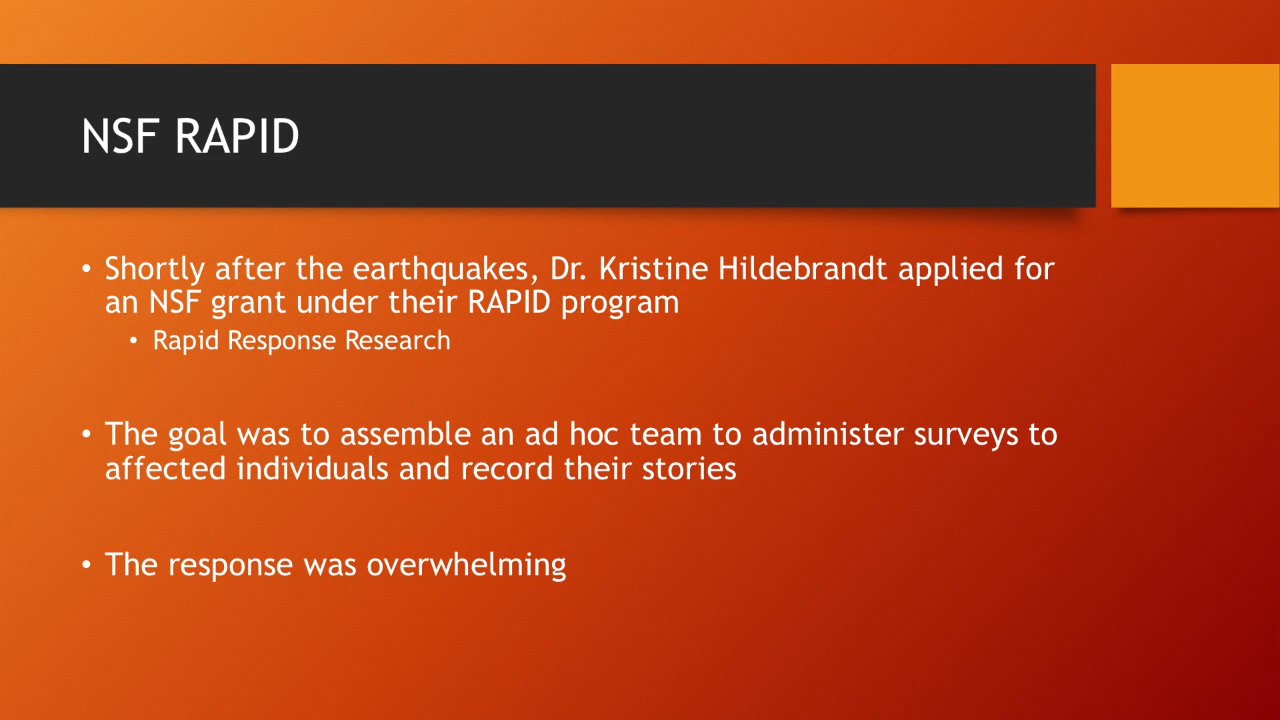 NSF RAPID
• Shortly after the earthquakes, Dr. Kristine Hildebrandt applied for
an NSF grant under their RAPID program
• Rapid Response Research
• The goal was to assemble an ad hoc team to administer surveys to
affected individuals and record their stories
• The response was overwhelming